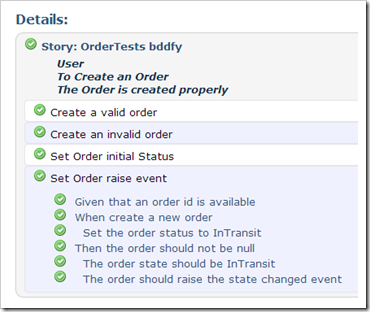 Details:
Story: OrderTests bddfy
User
To Create an Order
The Order is created properly
Create a valid order
Create an invalid order
Set Order initial Status
Set Order raise event
Given that an order id is available
When create a new order
Set the order status to InTransit
Then the order should not be null
The order state should be InTransit
The order should raise the state changed event